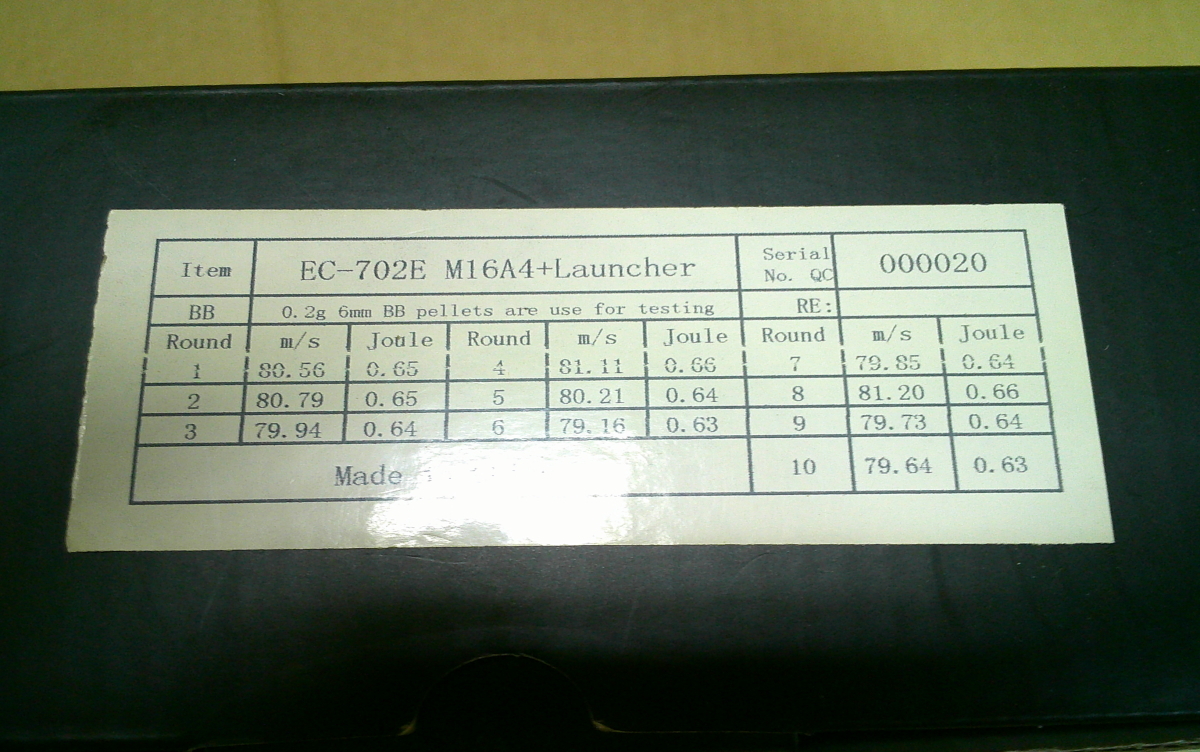 Item EC-702E M16A4+Launcher Serial No. QC 000020
BB 0.2g 6mm BB pellets are use for testing RE:
Round m/s Joule Round m/s Joule Round m/s Joule
1 80.56 0.65 4 81.11 0.66 7 79.85 0.64
2 80.79 0.65 5 80.21 0.64 8 81.20 0.66
3 79.94 0.64 6 79.16 0.63 9 79.73 0.64
Made 10 79.64 0.63